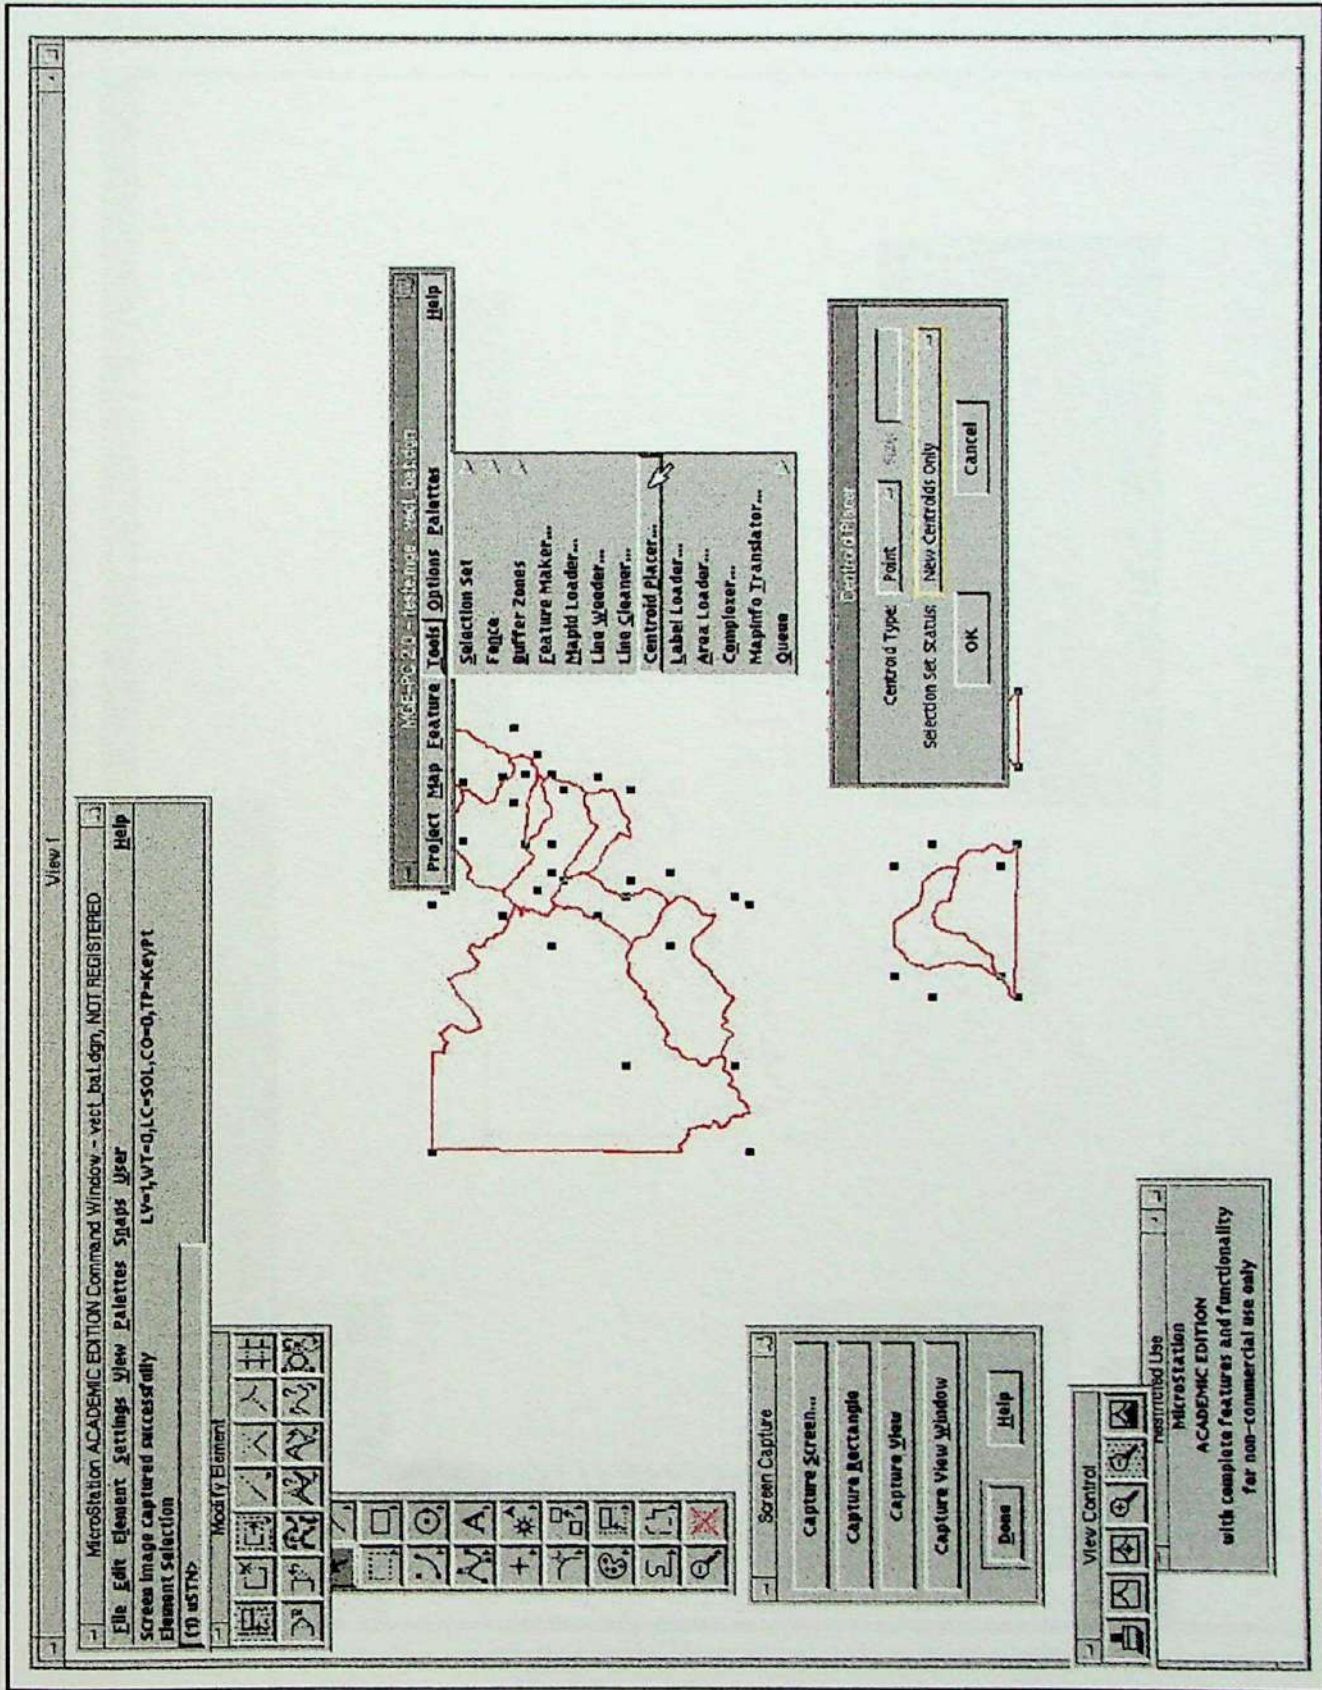 View 1
MicroStation ACADEMIC EDITION Command Window - vect_bat.dgn, NOT REGISTERED
File Edit Element Settings View Palettes Snaps User Help
Screen Image captured successfully LV=1,WT=0,LC=SOL,CO=0,TP=KeyPt
Element Selection
(1) uSTN>
Modify Element
Project Map Feature Tools Options Palettes Help
Selection Set
Fence
Buffer Zones
Feature Maker...
Mapid Loader...
Line Weeder...
Line Cleaner...
Centroid Placer...
Label Loader...
Area Loader...
Complexer...
MapInfo Translator...
Queue
Screen Capture
Capture Screen...
Capture Rectangle
Capture View
Capture View Window
Done Help
Centroid Placer
Centroid Type: Point Size:
Selection Set Status: New Centroids Only
OK Cancel
View Control
Restricted Use
MicroStation
ACADEMIC EDITION
with complete features and functionality
for non-commercial use only